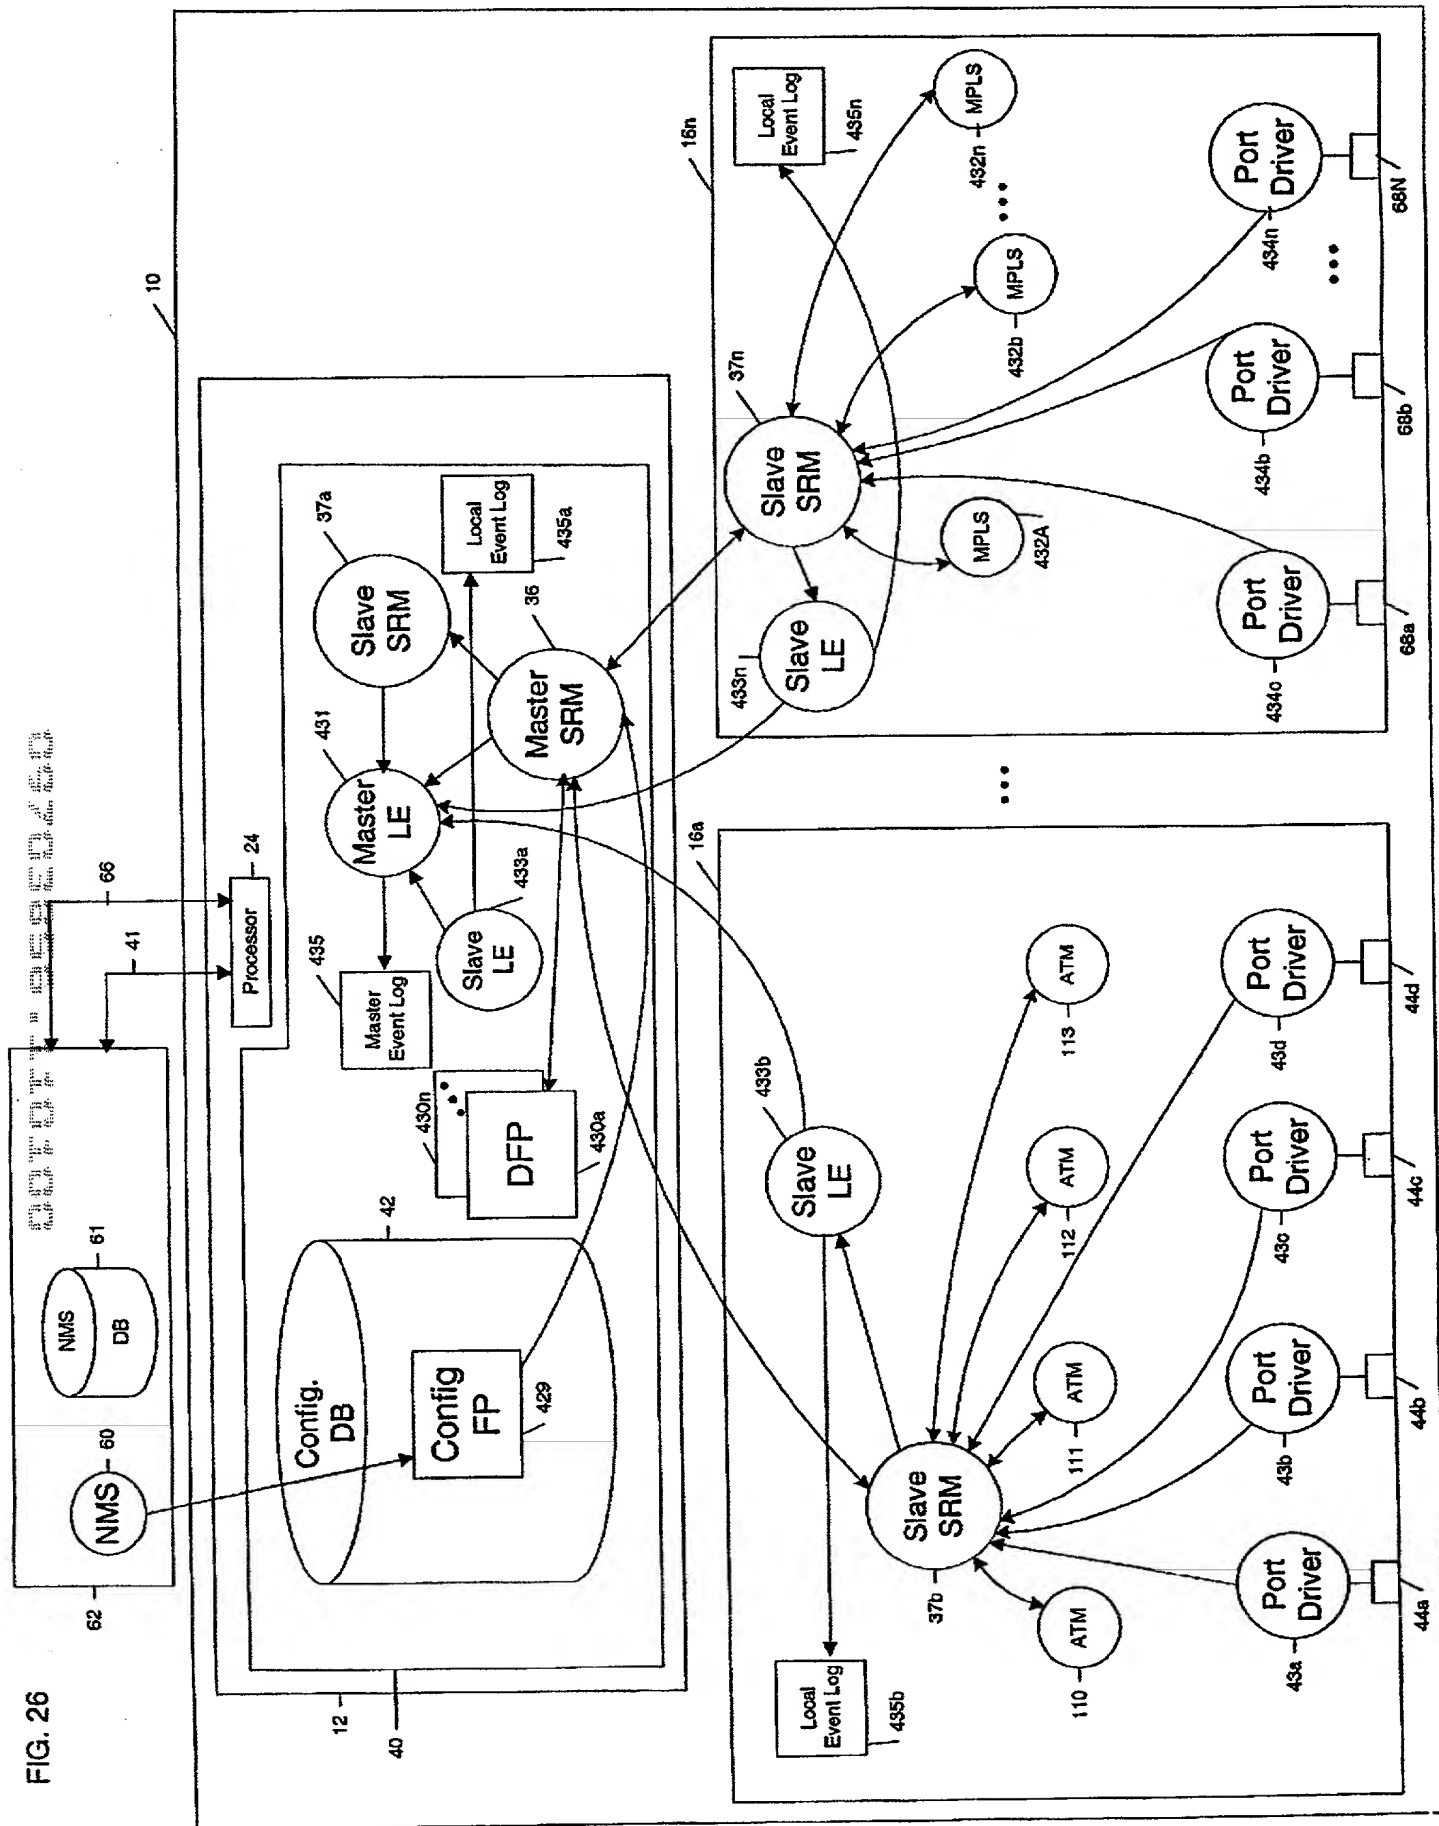 FIG. 26
62
NMS
60
NMS
DB
61
41
66
10
12
40
Processor
24
Config.
DB
42
Config
FP
429
430n
DFP
430a
Master
Event Log
435
Master
LE
431
Slave
LE
433a
Slave
SRM
37a
Master
SRM
36
Local
Event Log
435a
16a
Local
Event Log
435b
Slave
LE
433b
Slave
SRM
37b
ATM
110
ATM
111
ATM
112
ATM
113
Port
Driver
43a
Port
Driver
43b
Port
Driver
43c
Port
Driver
43d
44a
44b
44c
44d
16n
Local
Event Log
435n
Slave
LE
433n
Slave
SRM
37n
MPLS
432A
MPLS
432b
MPLS
432n
Port
Driver
434c
Port
Driver
434b
Port
Driver
434n
68a
68b
68N